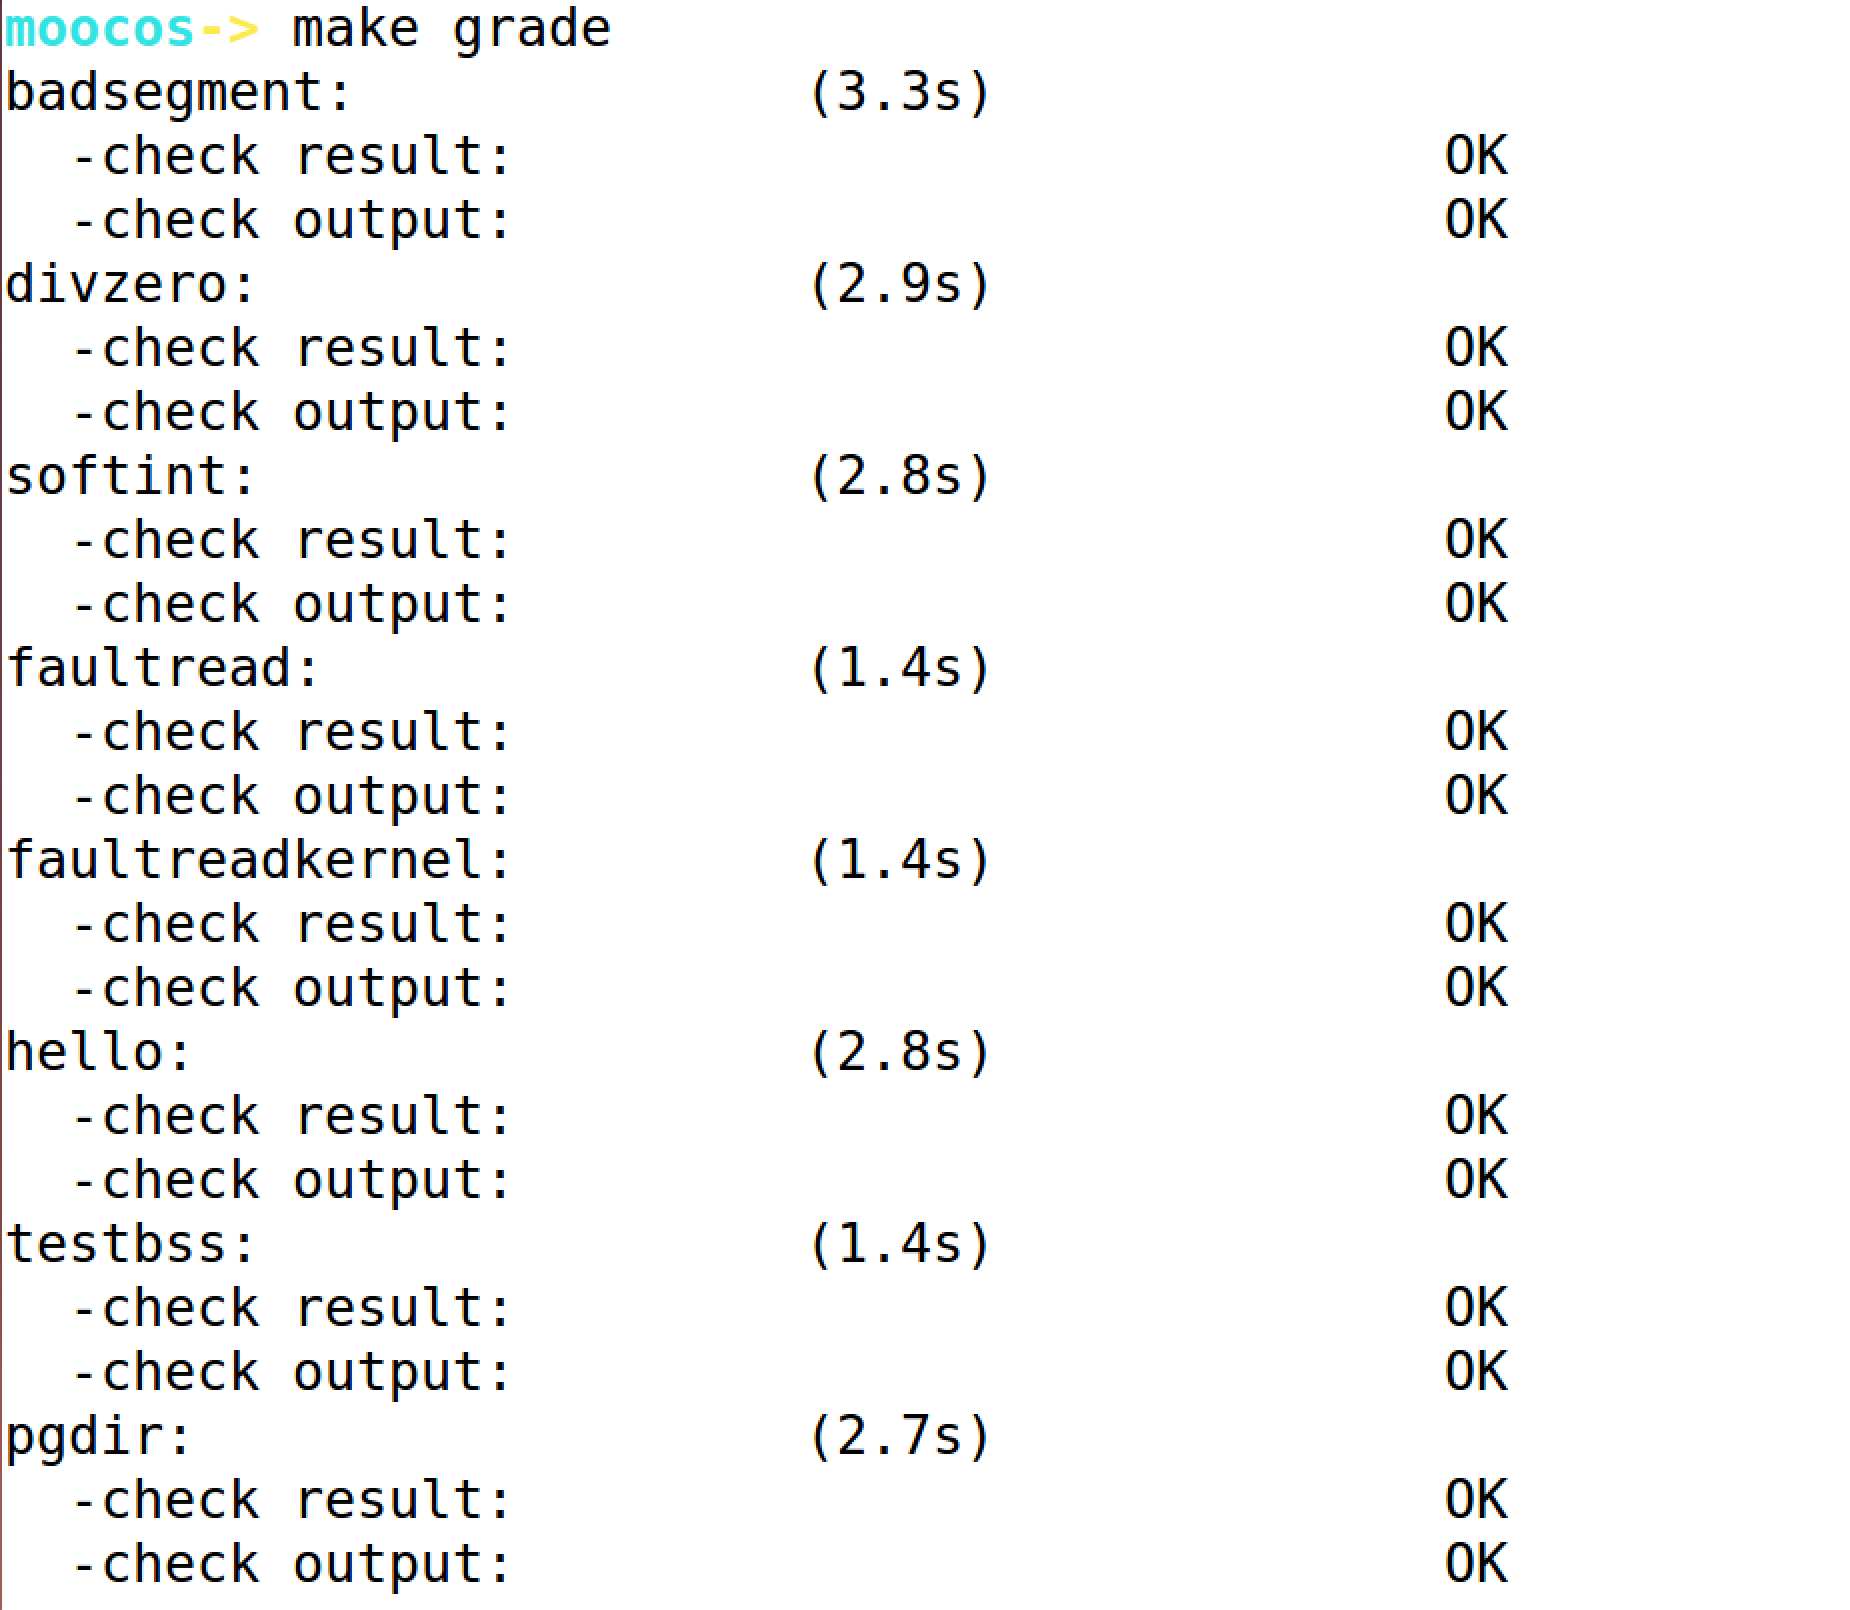 moocos-> make grade
badsegment: (3.3s)
  -check result: OK
  -check output: OK
divzero: (2.9s)
  -check result: OK
  -check output: OK
softint: (2.8s)
  -check result: OK
  -check output: OK
faultread: (1.4s)
  -check result: OK
  -check output: OK
faultreadkernel: (1.4s)
  -check result: OK
  -check output: OK
hello: (2.8s)
  -check result: OK
  -check output: OK
testbss: (1.4s)
  -check result: OK
  -check output: OK
pgdir: (2.7s)
  -check result: OK
  -check output: OK